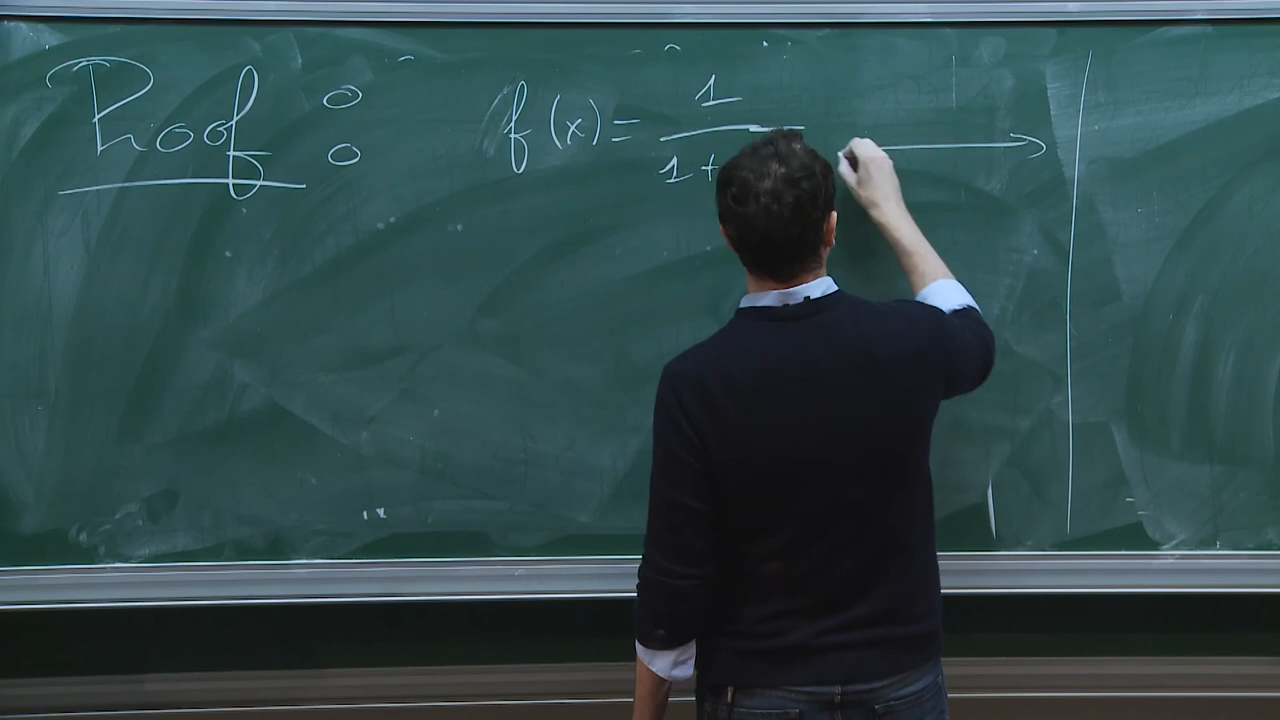 Proof : f(x) = 1 / 1 +